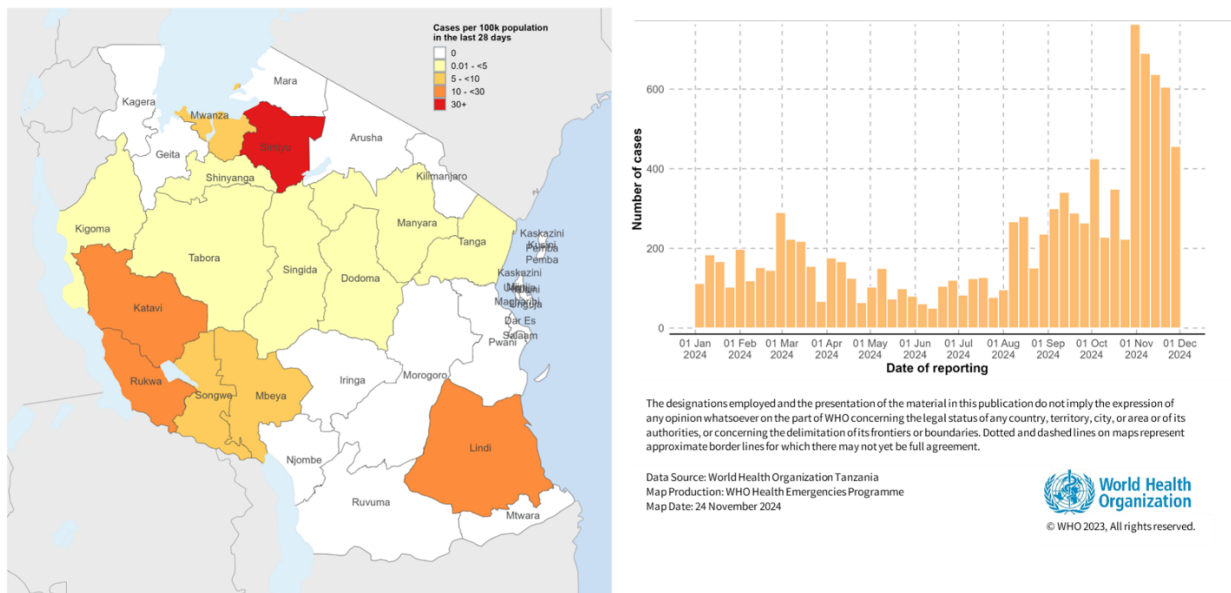 Cases per 100k population
in the last 28 days
0
0.01 - <5
5 - <10
10 - <30
30+
Mara
Kagera
Mwanza
Simiyu
Arusha
Geita
Shinyanga
Kilimanjaro
Kigoma
Manyara
Tanga
Tabora
Singida
Dodoma
Kaskazini
Kusini
Pemba
Pemba
Kaskazini
Magharibi
Unguja
Katavi
Dar Es
Salaam
Pwani
Rukwa
Songwe
Mbeya
Iringa
Morogoro
Lindi
Njombe
Ruvuma
Mtwara
Number of cases
600
400
200
0
01 Jan
2024
01 Feb
2024
01 Mar
2024
01 Apr
2024
01 May
2024
01 Jun
2024
01 Jul
2024
01 Aug
2024
01 Sep
2024
01 Oct
2024
01 Nov
2024
01 Dec
2024
Date of reporting
The designations employed and the presentation of the material in this publication do not imply the expression of
any opinion whatsoever on the part of WHO concerning the legal status of any country, territory, city, or area or of its
authorities, or concerning the delimitation of its frontiers or boundaries. Dotted and dashed lines on maps represent
approximate border lines for which there may not yet be full agreement.
Data Source: World Health Organization Tanzania
Map Production: WHO Health Emergencies Programme
Map Date: 24 November 2024
World Health
Organization
© WHO 2023, All rights reserved.